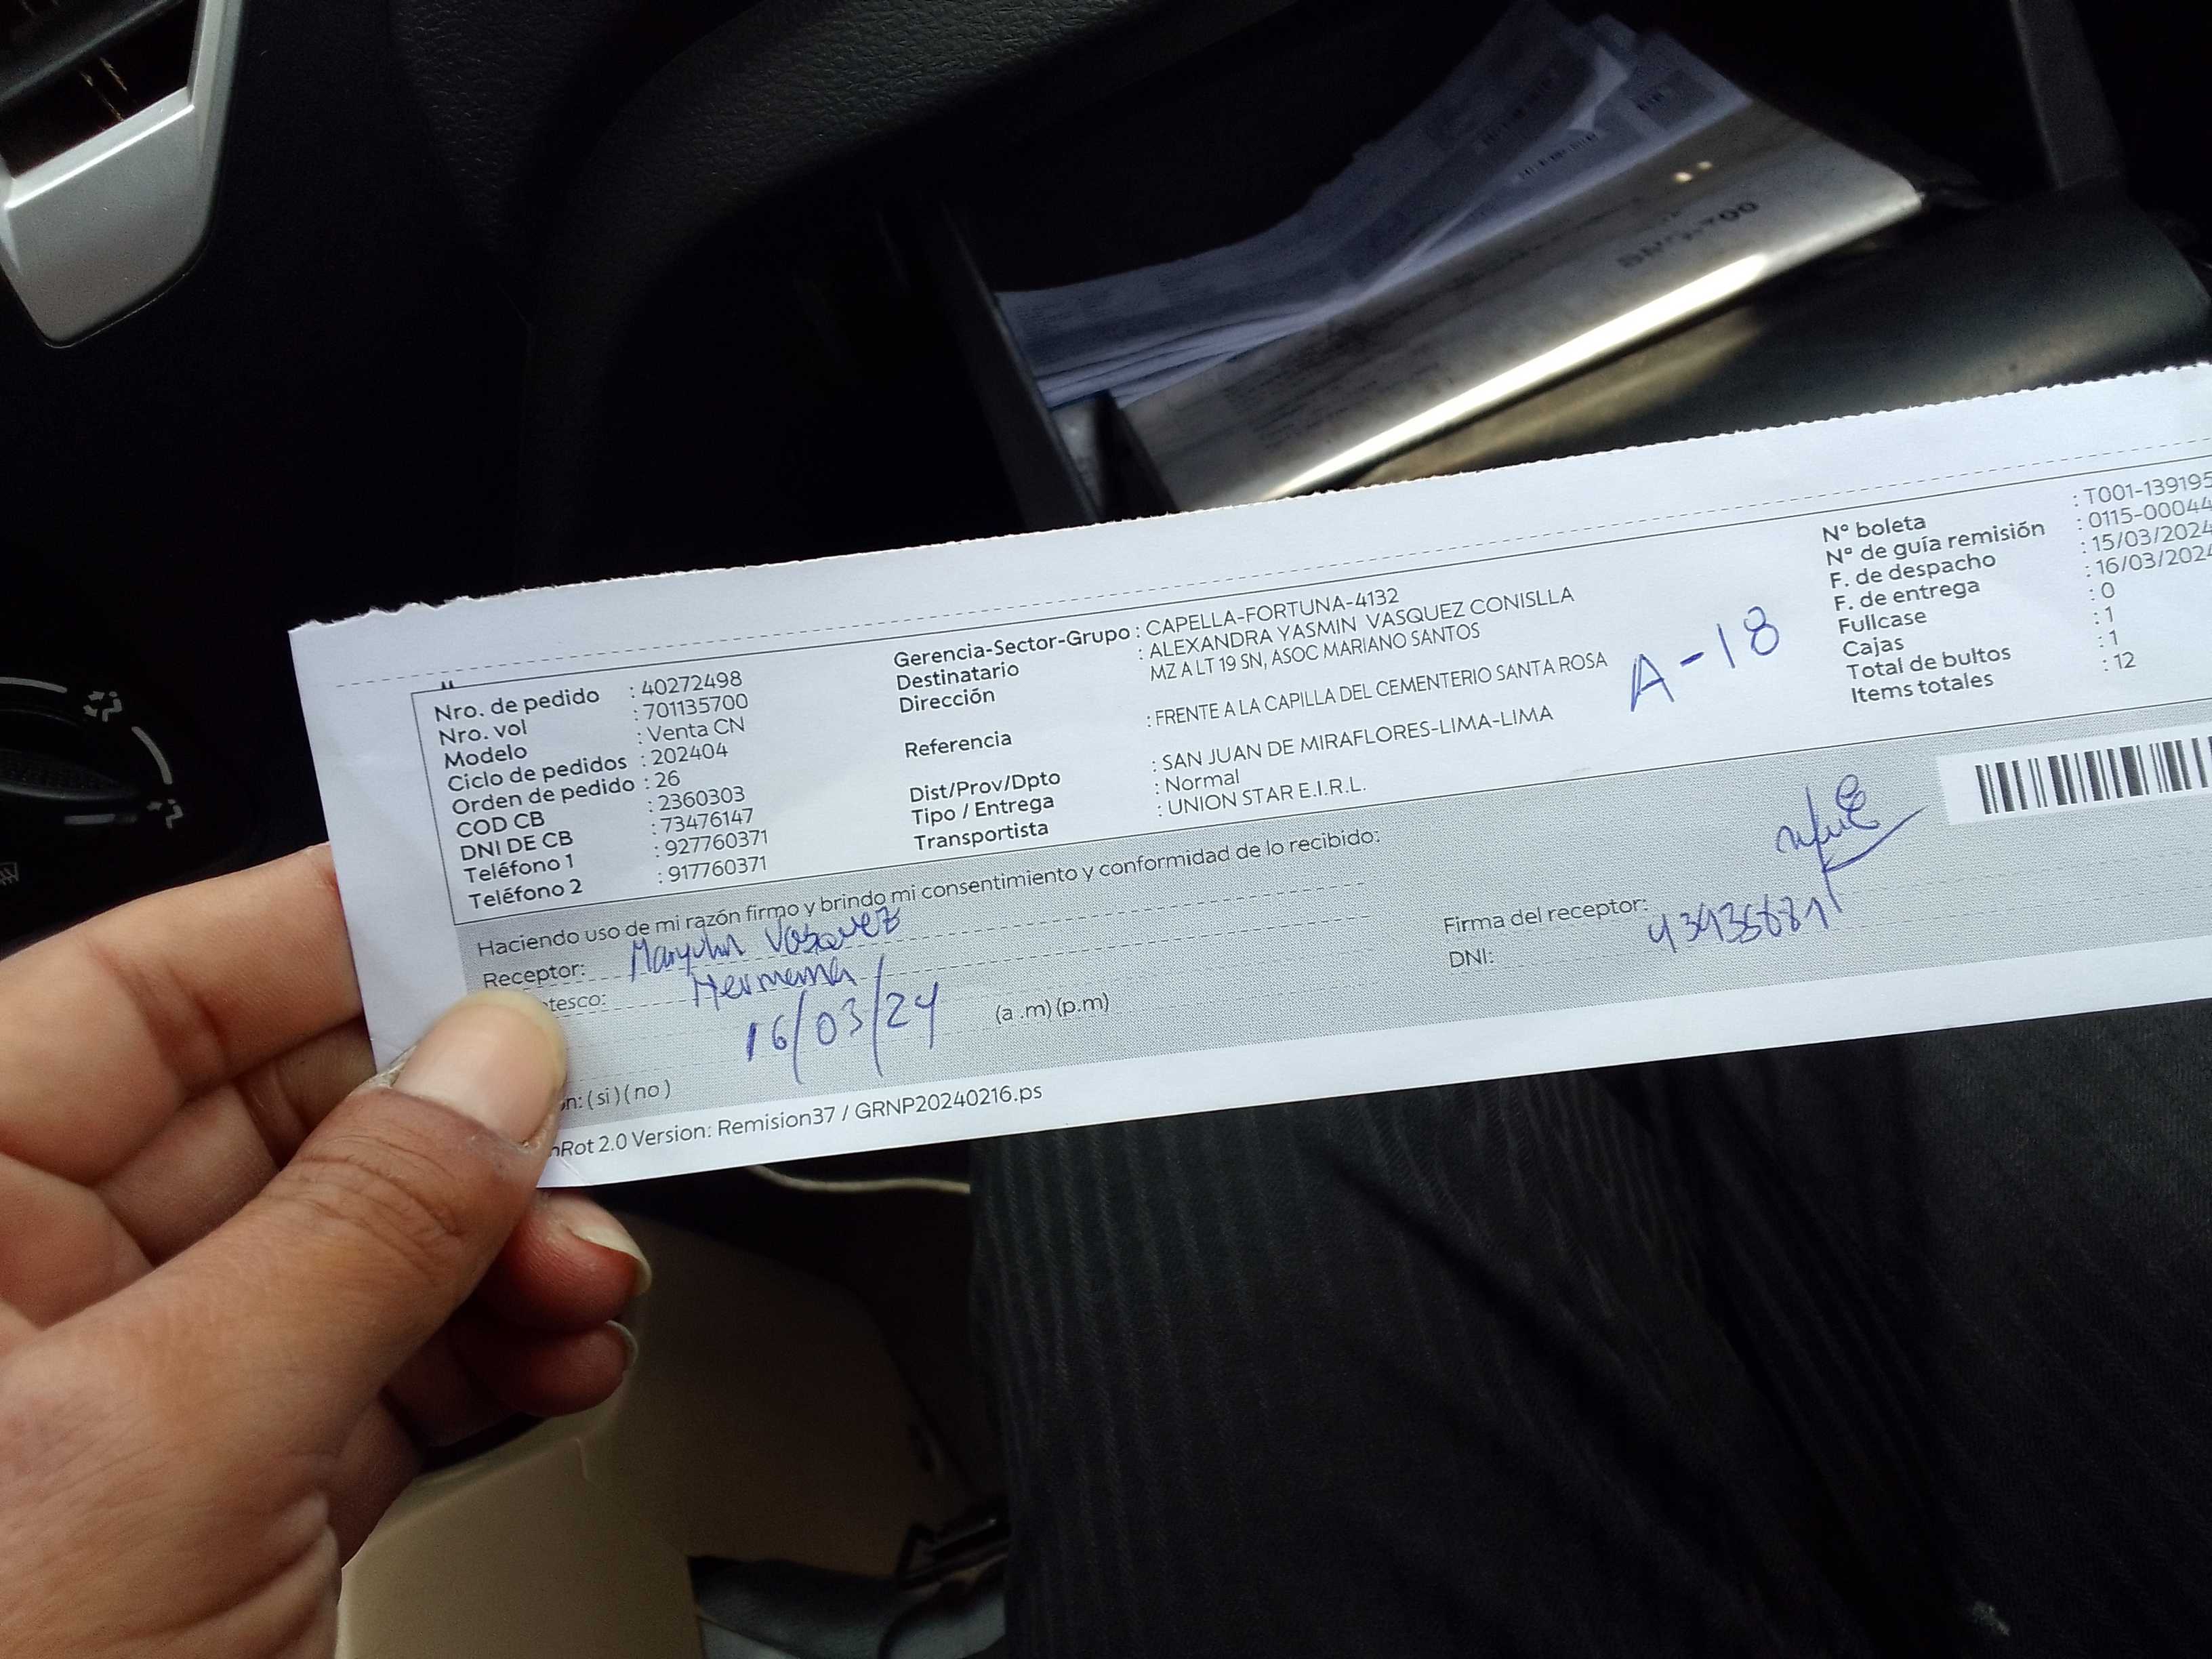 Nro. de pedido : 40272498
Nro. vol : 701135700
Modelo : Venta CN
Ciclo de pedidos : 202404
Orden de pedido : 26
COD CB : 2360303
DNI DE CB : 73476147
Teléfono 1 : 927760371
Teléfono 2 : 917760371
Gerencia-Sector-Grupo : CAPELLA-FORTUNA-4132
Destinatario : ALEXANDRA YASMIN VASQUEZ CONISLLA
Dirección MZ A LT 19 SN, ASOC MARIANO SANTOS
Referencia : FRENTE A LA CAPILLA DEL CEMENTERIO SANTA ROSA
Dist/Prov/Dpto : SAN JUAN DE MIRAFLORES-LIMA-LIMA
Tipo / Entrega : Normal
Transportista : UNION STAR E.I.R.L.
A-18
N° boleta : T001-139195
N° de guía remisión : 0115-00044
F. de despacho : 15/03/2024
F. de entrega : 16/03/2024
Fullcase : 0
Cajas : 1
Total de bultos : 1
Items totales : 12
Haciendo uso de mi razón firmo y brindo mi consentimiento y conformidad de lo recibido:
Receptor: Vasquez
tesco: Hermana
16/03/24 (a.m) (p.m)
n: ( si ) ( no )
Firma del receptor:
DNI:
nRot 2.0 Version: Remision37 / GRNP20240216.ps